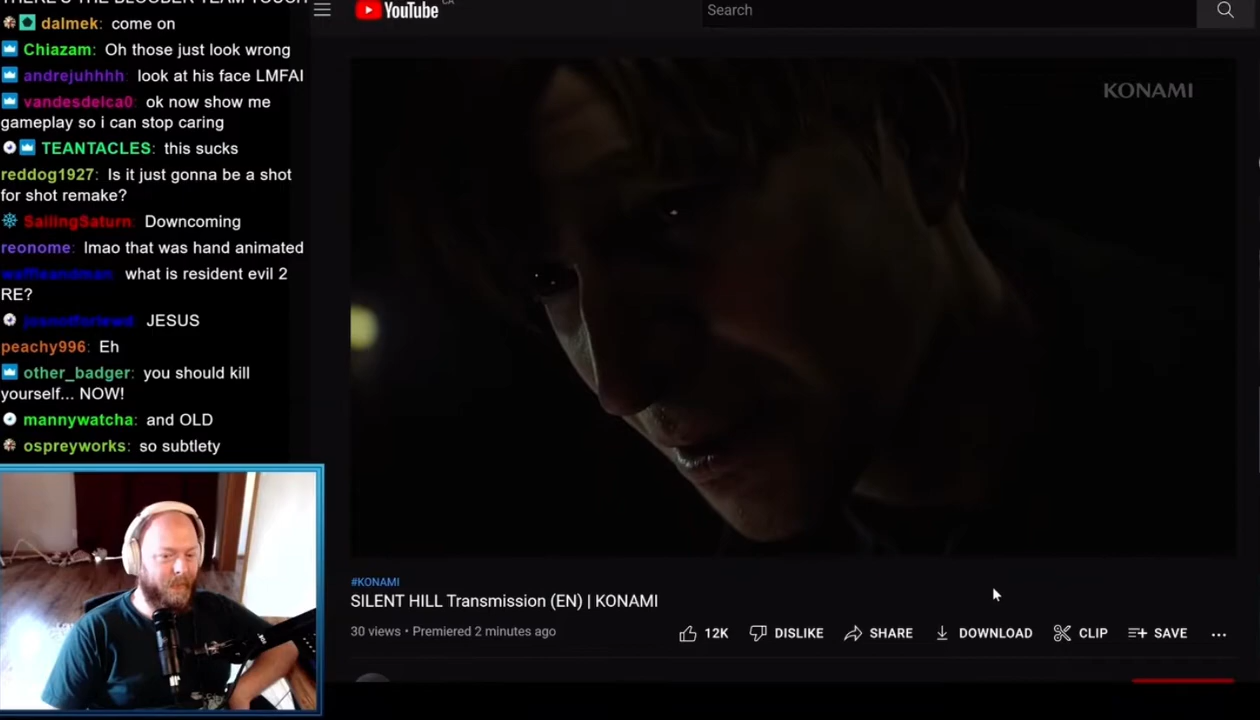 dalmek: come on
Chiazam: Oh those just look wrong
andrejuhhhh: look at his face LMFAI
vandesdelca0: ok now show me
gameplay so i can stop caring
TEANTACLES: this sucks
reddog1927: Is it just gonna be a shot
for shot remake?
SailingSaturn: Downcoming
reonome: lmao that was hand animated
what is resident evil 2
RE?
JESUS
peachy996: Eh
other_badger: you should kill
yourself... NOW!
mannywatcha: and OLD
ospreyworks: so subtlety
YouTube CA
Search
KONAMI
#KONAMI
SILENT HILL Transmission (EN) | KONAMI
30 views • Premiered 2 minutes ago
12K
DISLIKE
SHARE
DOWNLOAD
CLIP
SAVE